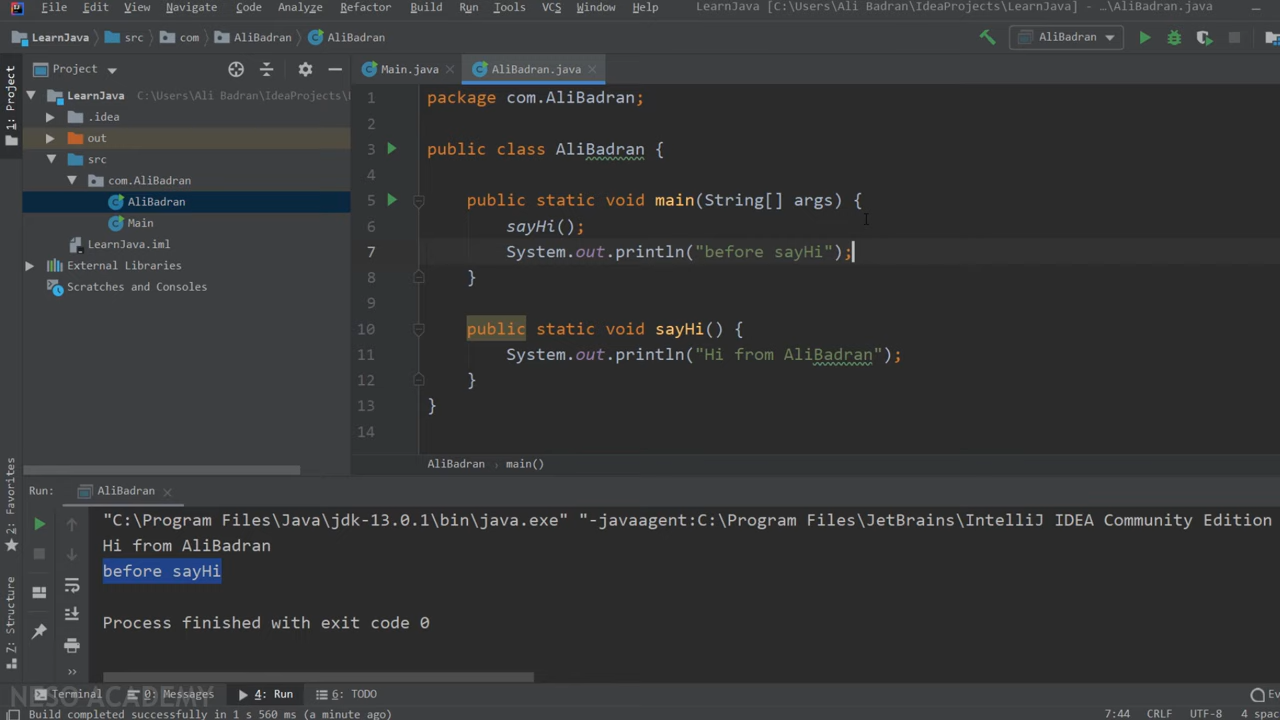 File Edit View Navigate Code Analyze Refactor Build Run Tools VCS Window Help LearnJava [C:\Users\Ali Badran\IdeaProjects\LearnJava] - ...\AliBadran.java
LearnJava src com AliBadran AliBadran AliBadran
1: Project
Project
Main.java AliBadran.java
LearnJava C:\Users\Ali Badran\IdeaProjects\
.idea
out
src
com.AliBadran
AliBadran
Main
LearnJava.iml
External Libraries
Scratches and Consoles
1 package com.AliBadran;
2
3 public class AliBadran {
4
5 public static void main(String[] args) {
6 sayHi();
7 System.out.println("before sayHi");
8 }
9
10 public static void sayHi() {
11 System.out.println("Hi from AliBadran");
12 }
13 }
14
AliBadran › main()
2: Favorites
Z: Structure
Run: AliBadran
"C:\Program Files\Java\jdk-13.0.1\bin\java.exe" "-javaagent:C:\Program Files\JetBrains\IntelliJ IDEA Community Edition
Hi from AliBadran
before sayHi
Process finished with exit code 0
NESO ACADEMY
Terminal 0: Messages 4: Run 6: TODO
Build completed successfully in 1 s 560 ms (a minute ago) 7:44 CRLF UTF-8